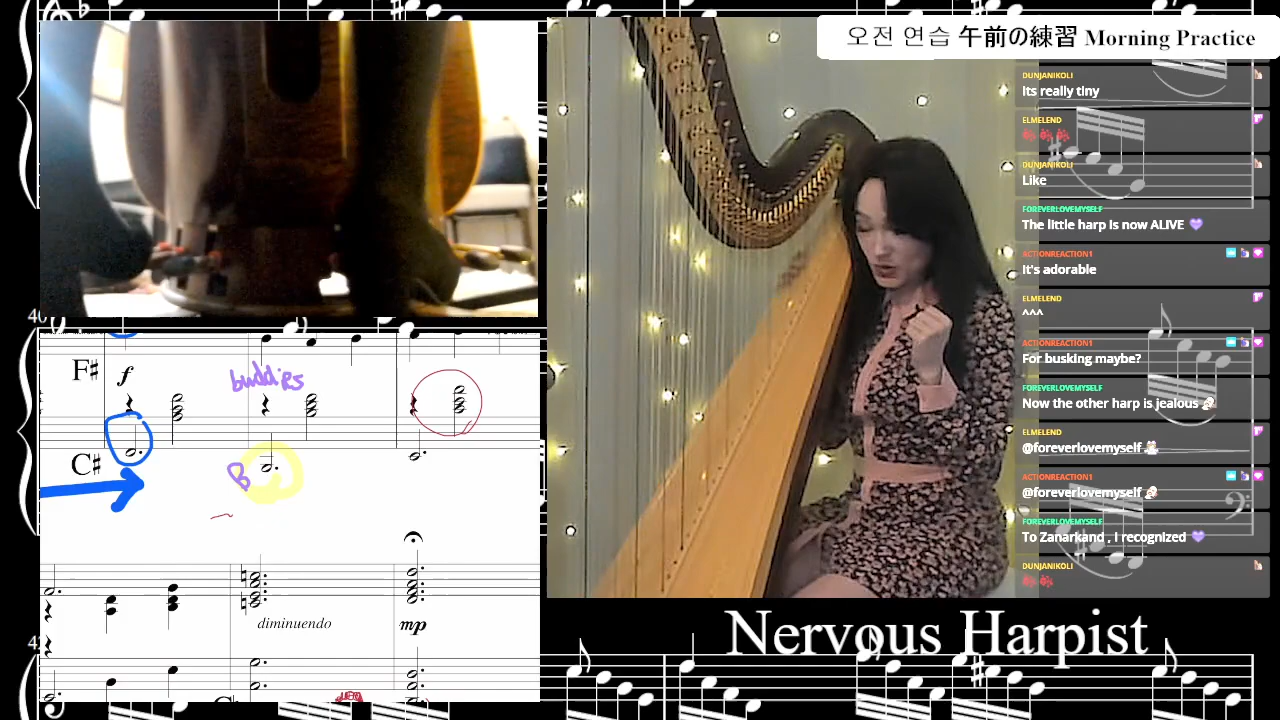 오전 연습 午前の練習 Morning Practice
DUNJANIKOLI
Its really tiny
ELMELEND
DUNJANIKOLI
Like
FOREVERLOVEMYSELF
The little harp is now ALIVE 💜
ACTIONREACTION1
It's adorable
ELMELEND
^^^
ACTIONREACTION1
For busking maybe?
FOREVERLOVEMYSELF
Now the other harp is jealous
ELMELEND
@foreverlovemyself
ACTIONREACTION1
@foreverlovemyself
FOREVERLOVEMYSELF
To Zanarkand , I recognized 💜
DUNJANIKOLI
F# f
buddies
C#
B
diminuendo
mp
Nervous Harpist